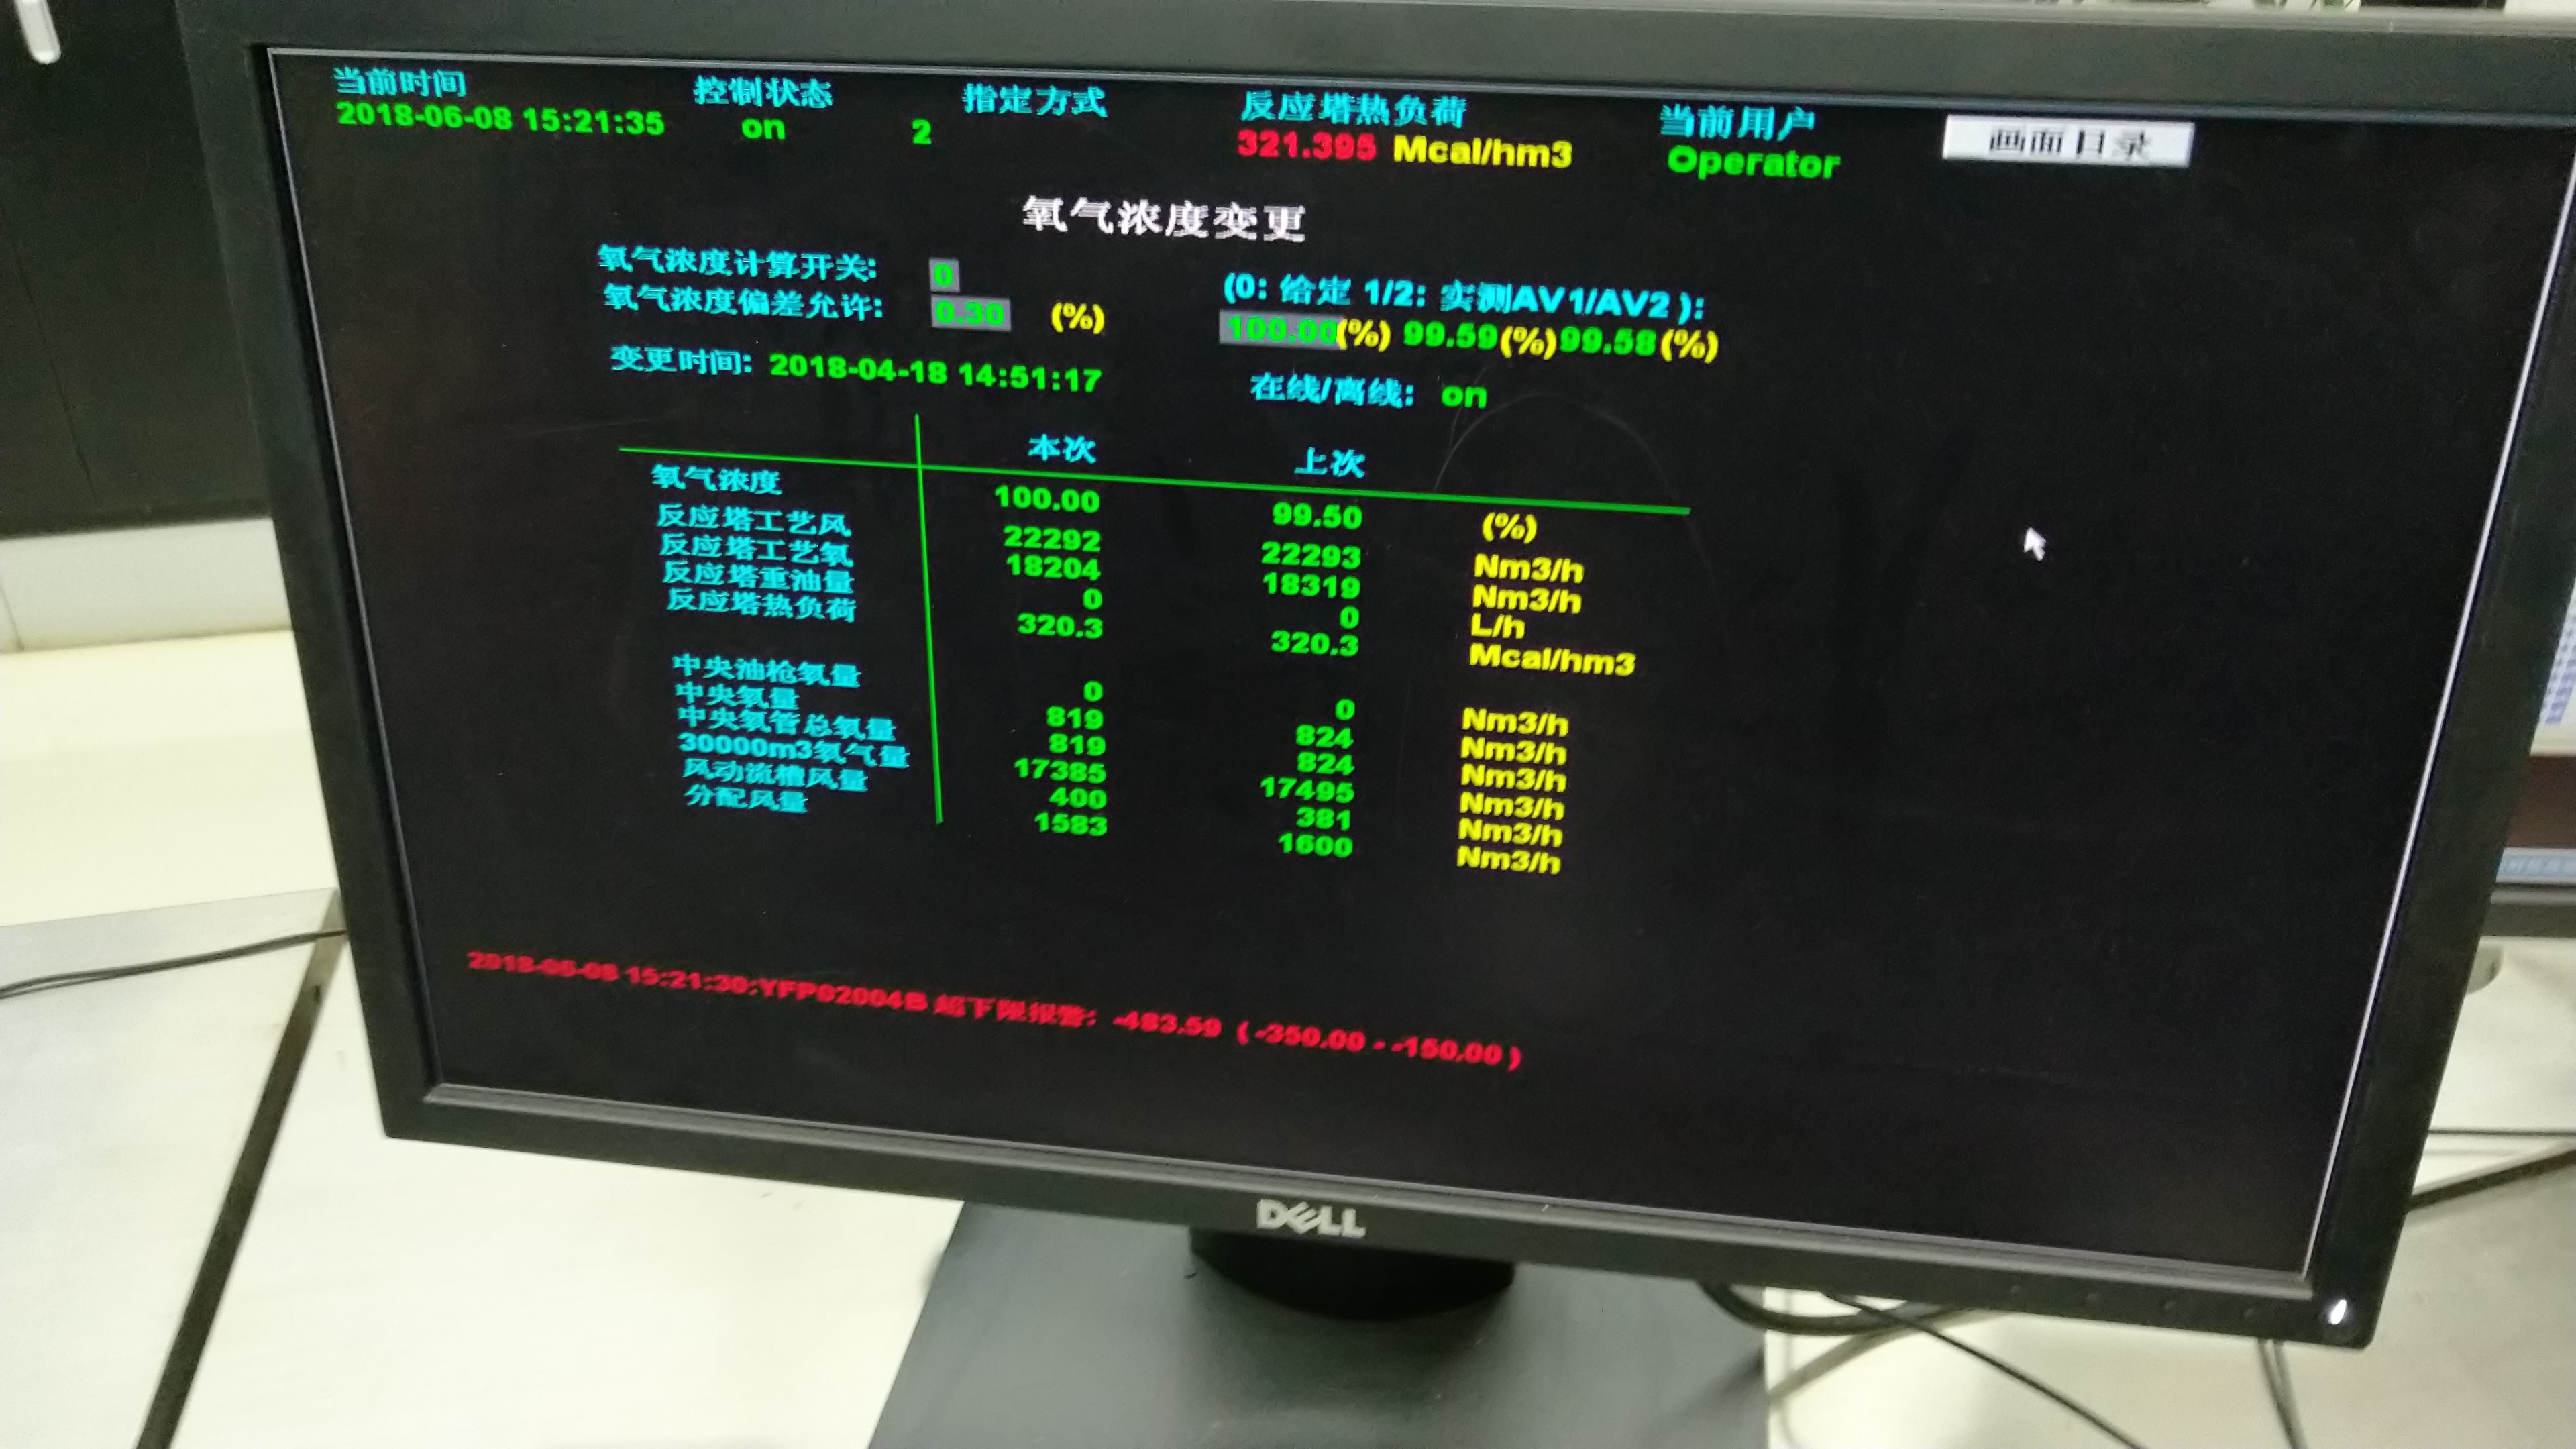 当前时间 控制状态 指定方式 反应塔热负荷 当前用户 画面目录
2018-06-08 15:21:35 on 2 321.395 Mcal/hm3 Operator
氧气浓度变更
氧气浓度计算开关: 0 (0: 给定 1/2: 实测AV1/AV2 ):
氧气浓度偏差允许: 0.30 (%) 100.00(%) 99.59(%) 99.58(%)
变更时间: 2018-04-18 14:51:17 在线/离线: on
本次 上次
氧气浓度 100.00 99.50 (%)
反应塔工艺风 22292 22293 Nm3/h
反应塔工艺氧 18204 18319 Nm3/h
反应塔重油量 0 0 L/h
反应塔热负荷 320.3 320.3 Mcal/hm3
中央油枪氧量 0 0 Nm3/h
中央氧量 819 824 Nm3/h
中央氧管总氧量 819 824 Nm3/h
30000m3氧气量 17385 17495 Nm3/h
风动流槽风量 400 381 Nm3/h
分配风量 1583 1600 Nm3/h
2018-06-08 15:21:30:YFP02004B 超下限报警: -483.59 ( -350.00 - -150.00 )
DELL